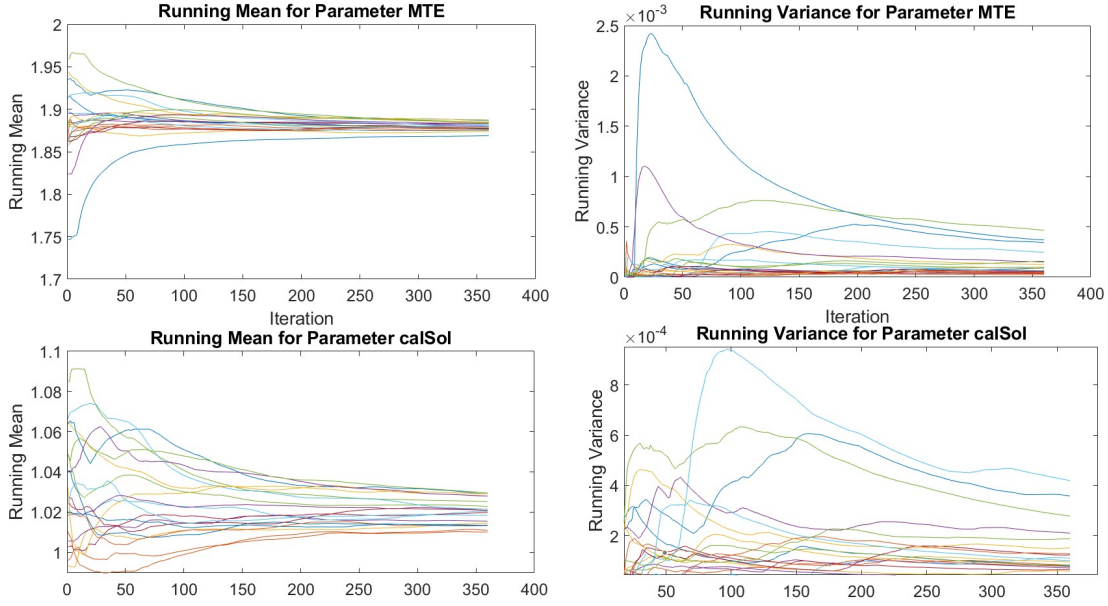 Running Mean for Parameter MTE
Running Mean
2
1.95
1.9
1.85
1.8
1.75
1.7
0 50 100 150 200 250 300 350 400
Iteration
Running Variance for Parameter MTE
×10⁻³
Running Variance
2.5
2
1.5
1
0.5
0
0 50 100 150 200 250 300 350 400
Iteration
Running Mean for Parameter calSol
Running Mean
1.1
1.08
1.06
1.04
1.02
1
0 50 100 150 200 250 300 350 400
Running Variance for Parameter calSol
×10⁻⁴
Running Variance
8
6
4
2
50 100 150 200 250 300 350